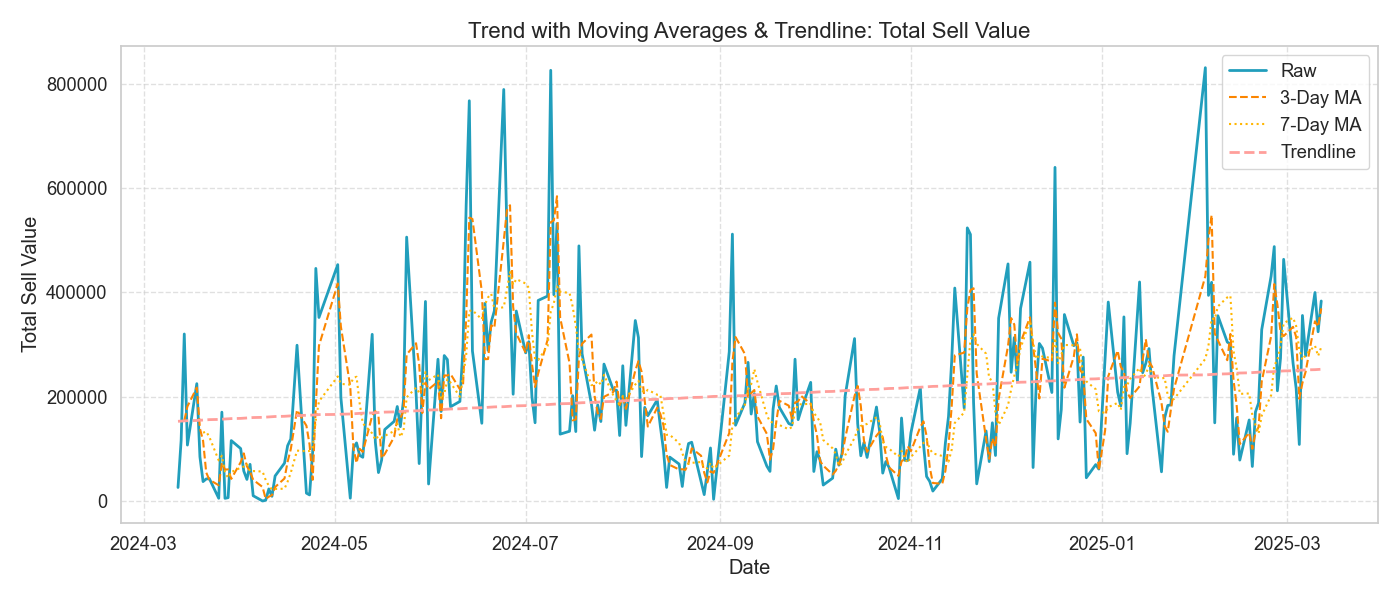 Trend with Moving Averages & Trendline: Total Sell Value
Raw
3-Day MA
7-Day MA
Trendline
Total Sell Value
800000
600000
400000
200000
0
2024-03
2024-05
2024-07
2024-09
2024-11
2025-01
2025-03
Date